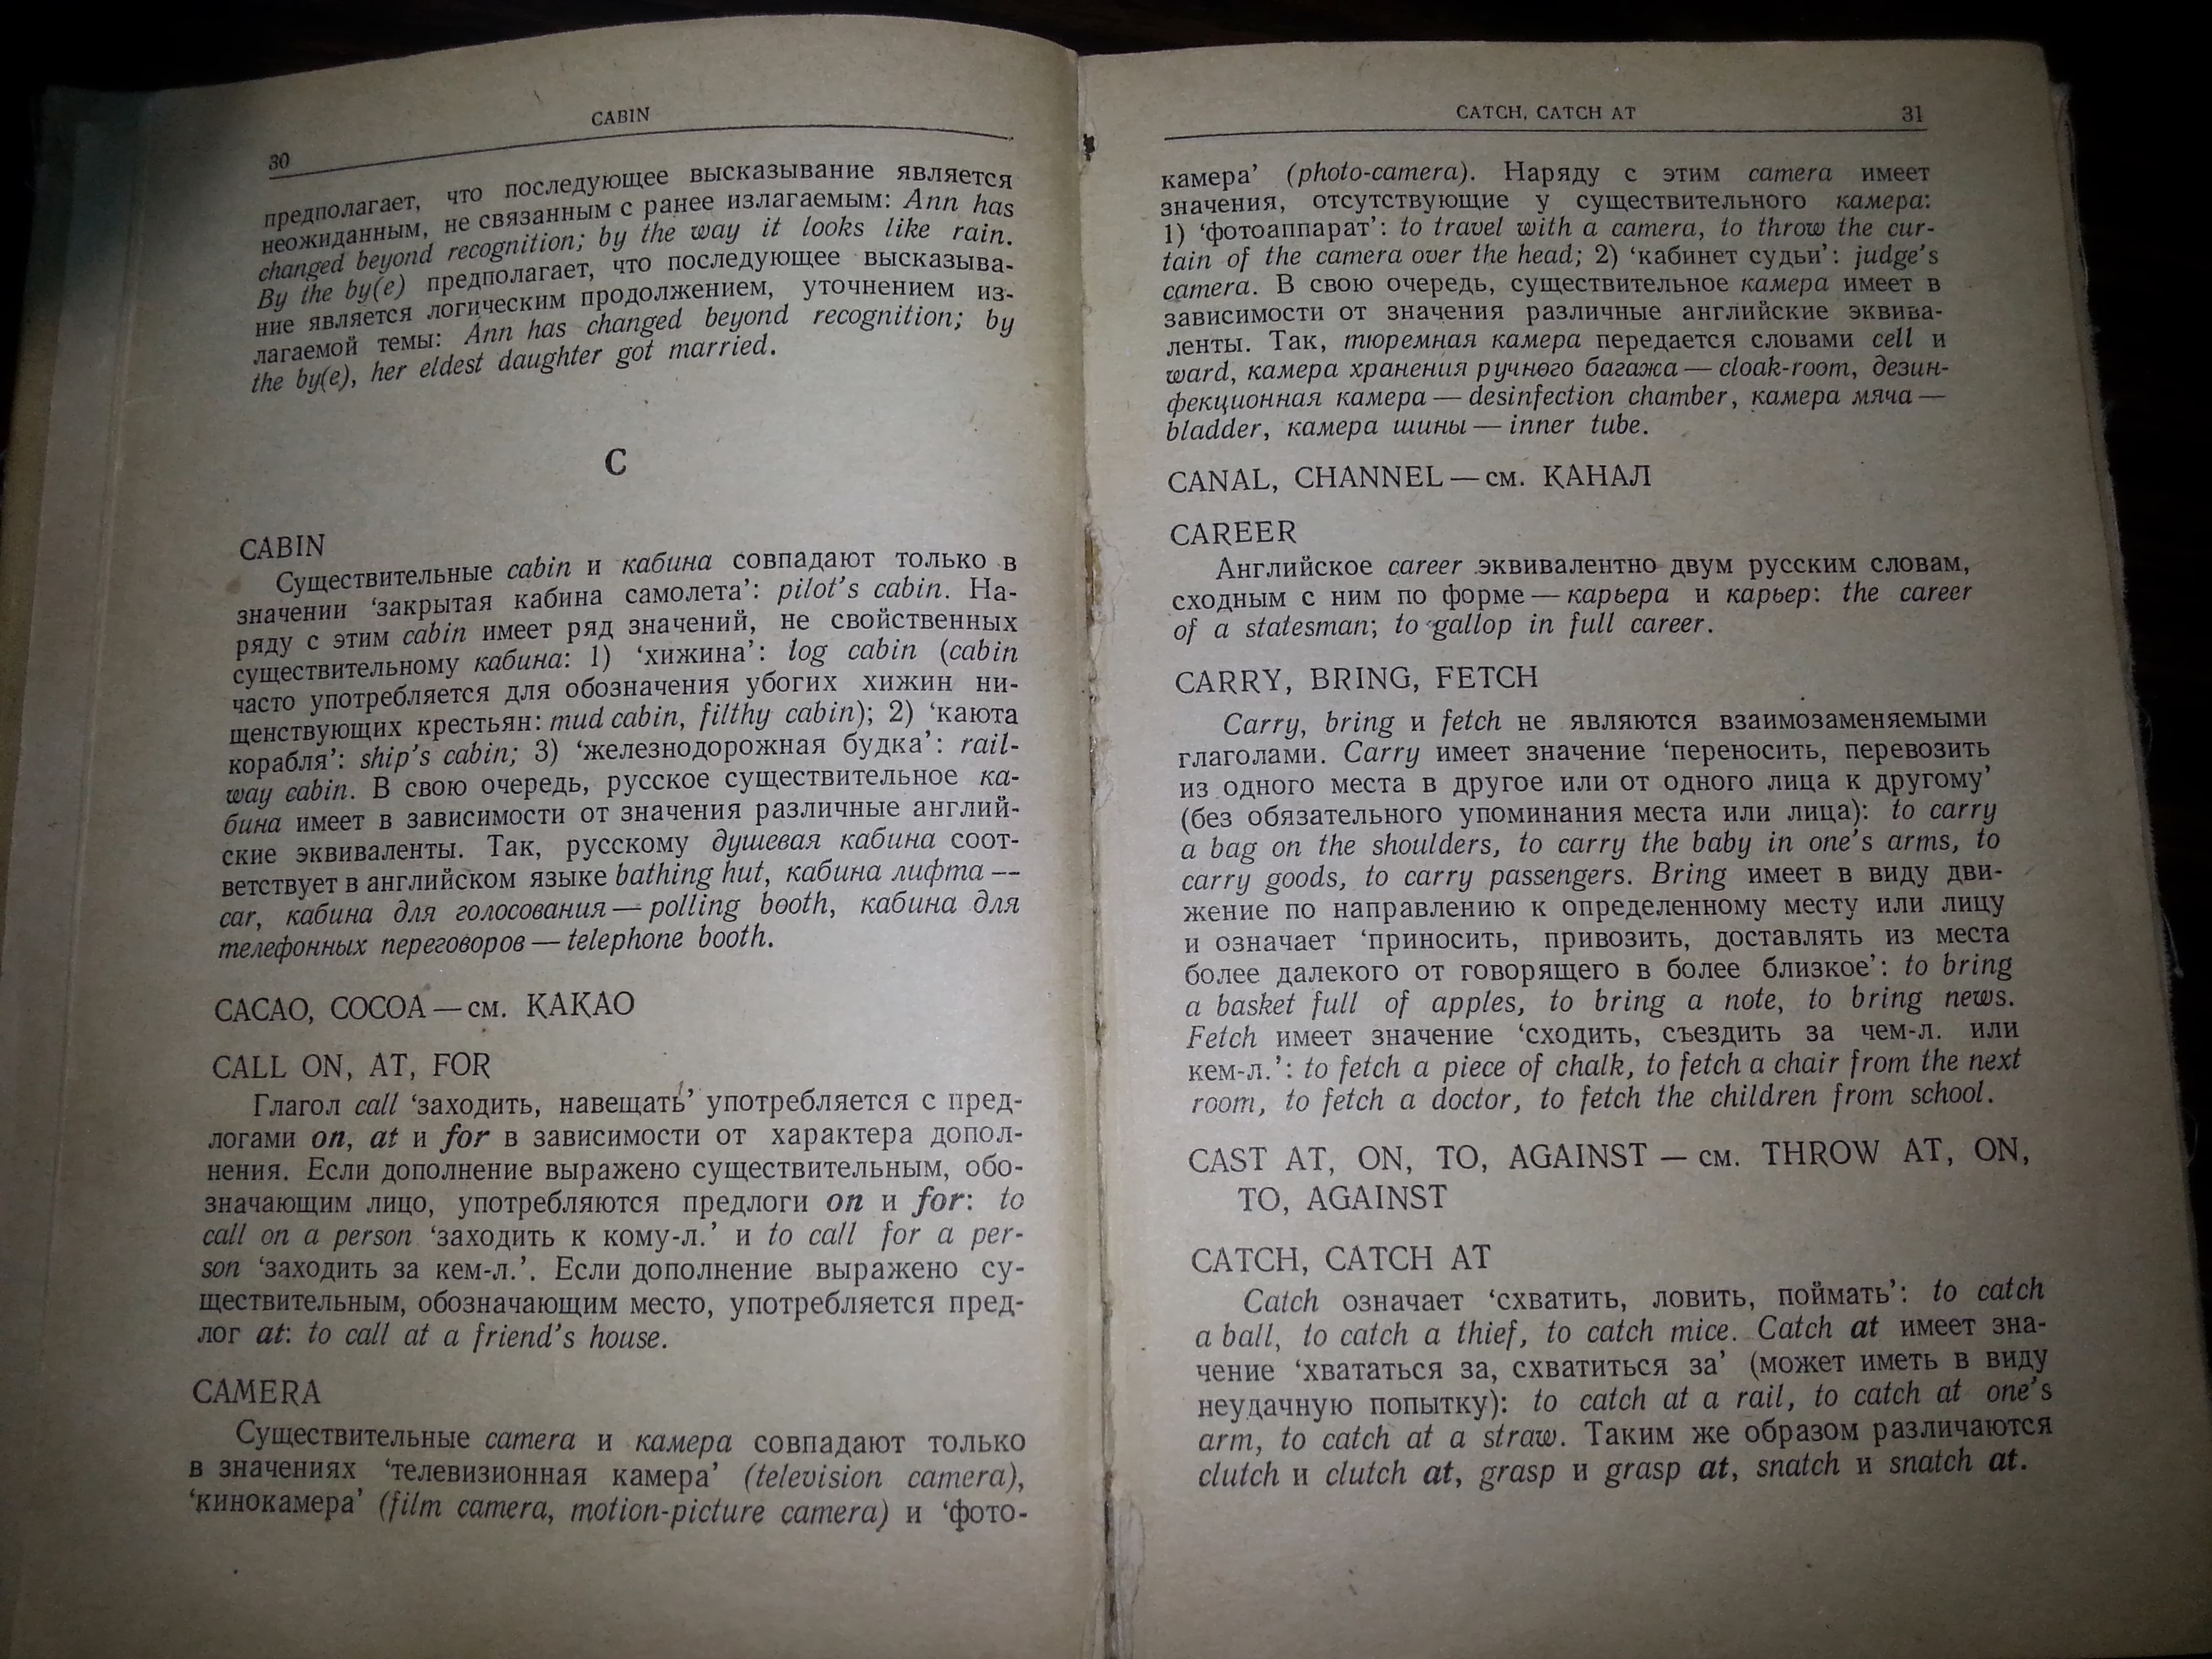 30
CABIN
предполагает, что последующее высказывание является
неожиданным, не связанным с ранее излагаемым: Ann has
changed beyond recognition; by the way it looks like rain.
By the by(e) предполагает, что последующее высказыва-
ние является логическим продолжением, уточнением из-
лагаемой темы: Ann has changed beyond recognition; by
the by(e), her eldest daughter got married.
C
CABIN
Существительные cabin и кабина совпадают только в
значении ‘закрытая кабина самолета’: pilot’s cabin. На-
ряду с этим cabin имеет ряд значений, не свойственных
существительному кабина: 1) ‘хижина’: log cabin (cabin
часто употребляется для обозначения убогих хижин ни-
щенствующих крестьян: mud cabin, filthy cabin); 2) ‘каюта
корабля’: ship’s cabin; 3) ‘железнодорожная будка’: rail-
way cabin. В свою очередь, русское существительное ка-
бина имеет в зависимости от значения различные англий-
ские эквиваленты. Так, русскому душевая кабина соот-
ветствует в английском языке bathing hut, кабина лифта —
car, кабина для голосования — polling booth, кабина для
телефонных переговоров — telephone booth.
CACAO, COCOA — см. КАКАО
CALL ON, AT, FOR
Глагол call ‘заходить, навещать’ употребляется с пред-
логами on, at и for в зависимости от характера допол-
нения. Если дополнение выражено существительным, обо-
значающим лицо, употребляются предлоги on и for: to
call on a person ‘заходить к кому-л.’ и to call for a per-
son ‘заходить за кем-л.’. Если дополнение выражено су-
ществительным, обозначающим место, употребляется пред-
лог at: to call at a friend’s house.
CAMERA
Существительные camera и камера совпадают только
в значениях ‘телевизионная камера’ (television camera),
‘кинокамера’ (film camera, motion-picture camera) и ‘фото-
CATCH, CATCH AT
31
камера’ (photo-camera). Наряду с этим camera имеет
значения, отсутствующие у существительного камера:
1) ‘фотоаппарат’: to travel with a camera, to throw the cur-
tain of the camera over the head; 2) ‘кабинет судьи’: judge’s
camera. В свою очередь, существительное камера имеет в
зависимости от значения различные английские эквива-
ленты. Так, тюремная камера передается словами cell и
ward, камера хранения ручного багажа — cloak-room, дезин-
фекционная камера — desinfection chamber, камера мяча —
bladder, камера шины — inner tube.
CANAL, CHANNEL — см. КАНАЛ
CAREER
Английское career эквивалентно двум русским словам,
сходным с ним по форме — карьера и карьер: the career
of a statesman; to gallop in full career.
CARRY, BRING, FETCH
Carry, bring и fetch не являются взаимозаменяемыми
глаголами. Carry имеет значение ‘переносить, перевозить
из одного места в другое или от одного лица к другому’
(без обязательного упоминания места или лица): to carry
a bag on the shoulders, to carry the baby in one’s arms, to
carry goods, to carry passengers. Bring имеет в виду дви-
жение по направлению к определенному месту или лицу
и означает ‘приносить, привозить, доставлять из места
более далекого от говорящего в более близкое’: to bring
a basket full of apples, to bring a note, to bring news.
Fetch имеет значение ‘сходить, съездить за чем-л. или
кем-л.’: to fetch a piece of chalk, to fetch a chair from the next
room, to fetch a doctor, to fetch the children from school.
CAST AT, ON, TO, AGAINST — см. THROW AT, ON,
TO, AGAINST
CATCH, CATCH AT
Catch означает ‘схватить, ловить, поймать’: to catch
a ball, to catch a thief, to catch mice. Catch at имеет зна-
чение ‘хвататься за, схватиться за’ (может иметь в виду
неудачную попытку): to catch at a rail, to catch at one’s
arm, to catch at a straw. Таким же образом различаются
clutch и clutch at, grasp и grasp at, snatch и snatch at.